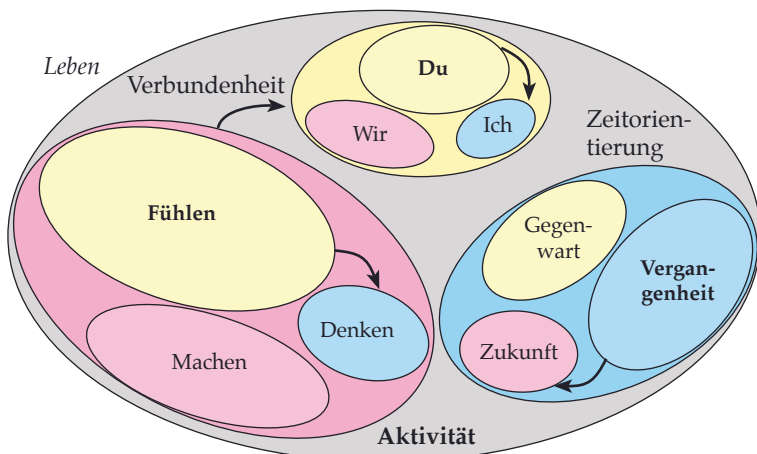 Leben
Verbundenheit
Du
Wir
Ich
Zeitorien-
tierung
Fühlen
Gegen-
wart
Vergan-
genheit
Denken
Machen
Zukunft
Aktivität